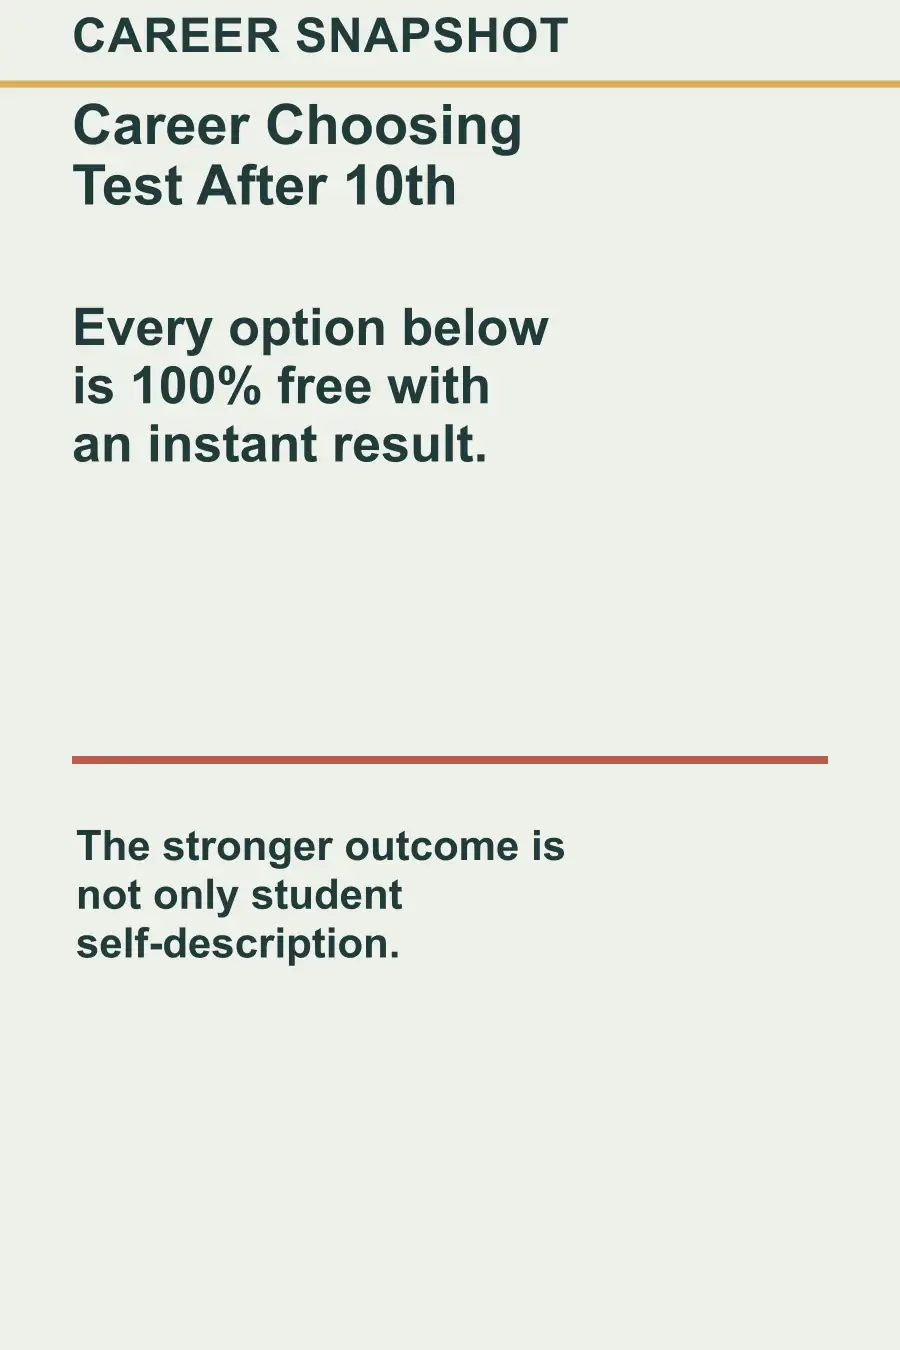 CAREER SNAPSHOT
Career Choosing
Test After 10th
Every option below
is 100% free with
an instant result.
The stronger outcome is
not only student
self-description.